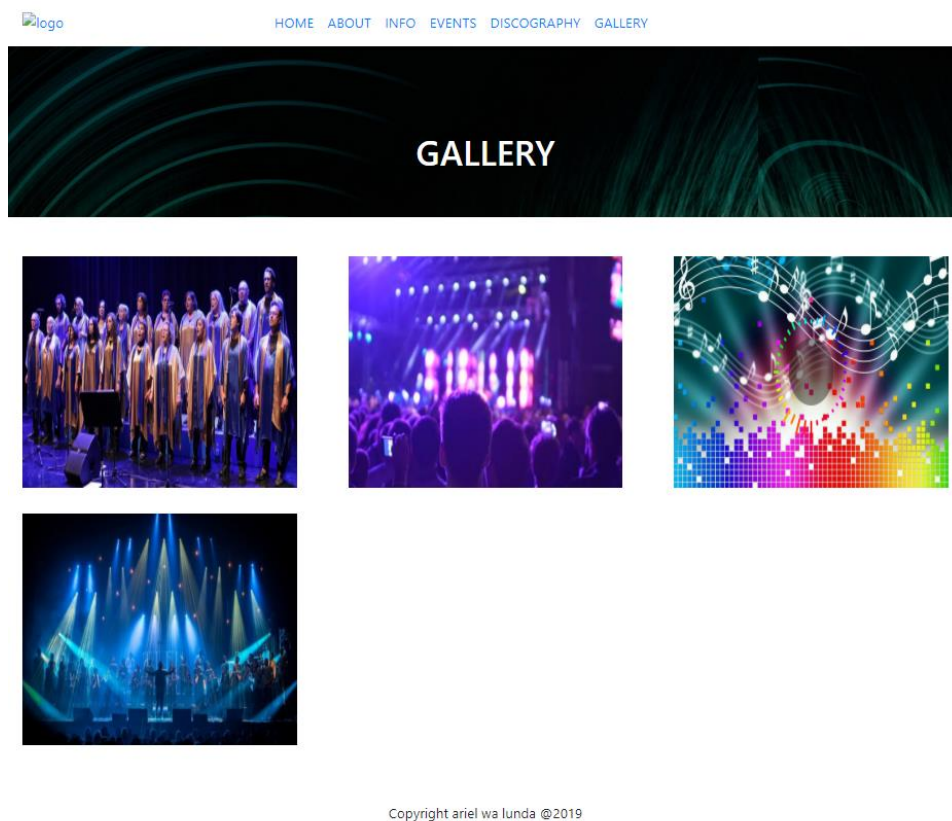 logo
HOME ABOUT INFO EVENTS DISCOGRAPHY GALLERY
GALLERY
Copyright ariel wa lunda @2019